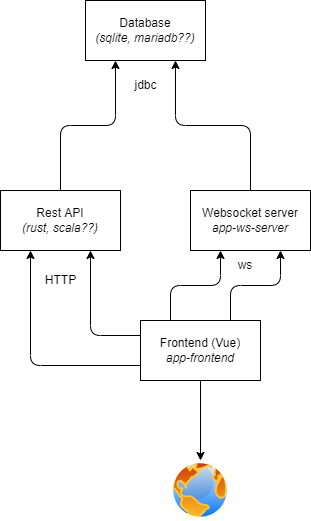 Database
(sqlite, mariadb??)
jdbc
Rest API
(rust, scala??)
Websocket server
app-ws-server
HTTP
ws
Frontend (Vue)
app-frontend